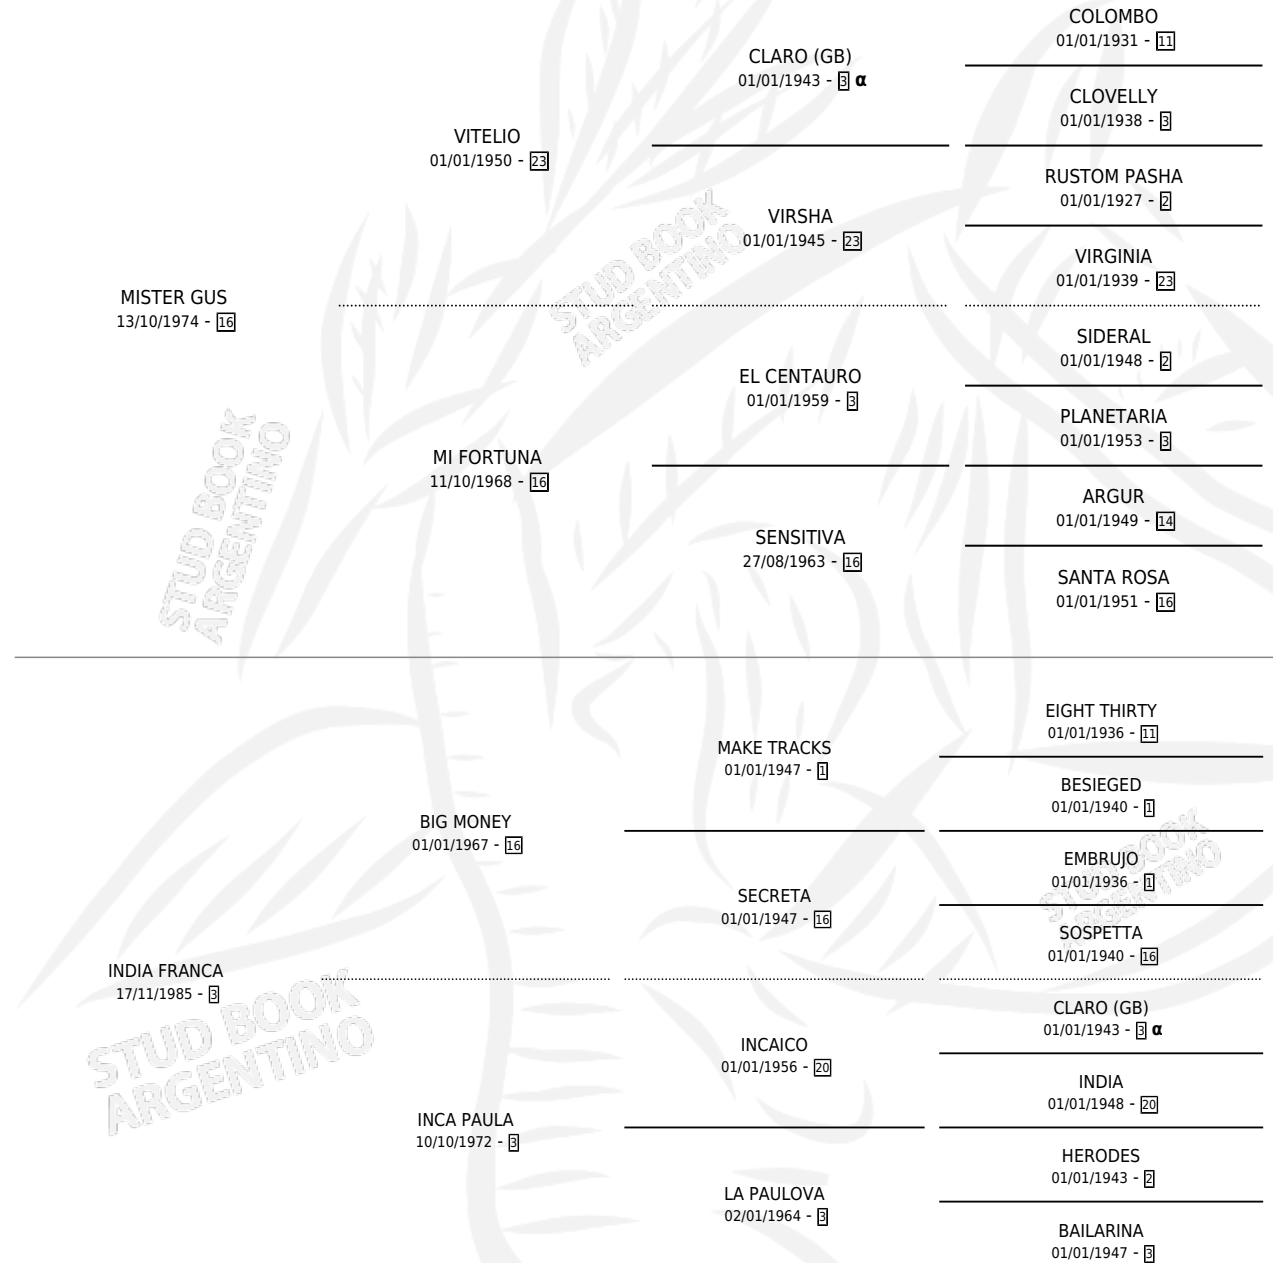 COLOMBO
01/01/1931 - 11
CLARO (GB)
01/01/1943 - 3 α
CLOVELLY
01/01/1938 - 3
VITELIO
01/01/1950 - 23
RUSTOM PASHA
01/01/1927 - 2
VIRSHA
01/01/1945 - 23
VIRGINIA
01/01/1939 - 23
MISTER GUS
13/10/1974 - 16
SIDERAL
01/01/1948 - 2
EL CENTAURO
01/01/1959 - 3
PLANETARIA
01/01/1953 - 3
MI FORTUNA
11/10/1968 - 16
ARGUR
01/01/1949 - 14
SENSITIVA
27/08/1963 - 16
SANTA ROSA
01/01/1951 - 16
EIGHT THIRTY
01/01/1936 - 11
MAKE TRACKS
01/01/1947 - 1
BESIEGED
01/01/1940 - 1
BIG MONEY
01/01/1967 - 16
EMBRUJO
01/01/1936 - 1
SECRETA
01/01/1947 - 16
SOSPETTA
01/01/1940 - 16
INDIA FRANCA
17/11/1985 - 3
CLARO (GB)
01/01/1943 - 3 α
INCAICO
01/01/1956 - 20
INDIA
01/01/1948 - 20
INCA PAULA
10/10/1972 - 3
HERODES
01/01/1943 - 2
LA PAULOVA
02/01/1964 - 3
BAILARINA
01/01/1947 - 3
STUD BOOK
ARGENTINO
STUD BOOK
ARGENTINO
STUD BOOK
ARGENTINO
STUD BOOK
ARGENTINO